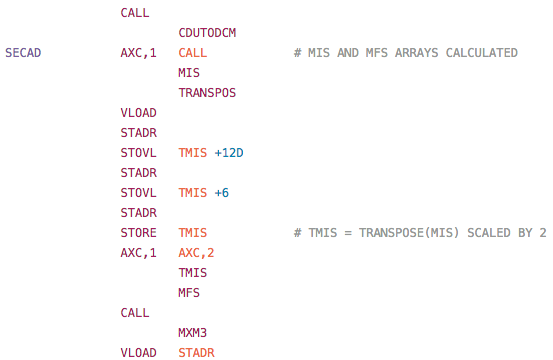 CALL
CDUTODCM
SECAD AXC,1 CALL # MIS AND MFS ARRAYS CALCULATED
MIS
TRANSPOS
VLOAD
STADR
STOVL TMIS +12D
STADR
STOVL TMIS +6
STADR
STORE TMIS # TMIS = TRANSPOSE(MIS) SCALED BY 2
AXC,1 AXC,2
TMIS
MFS
CALL
MXM3
VLOAD STADR